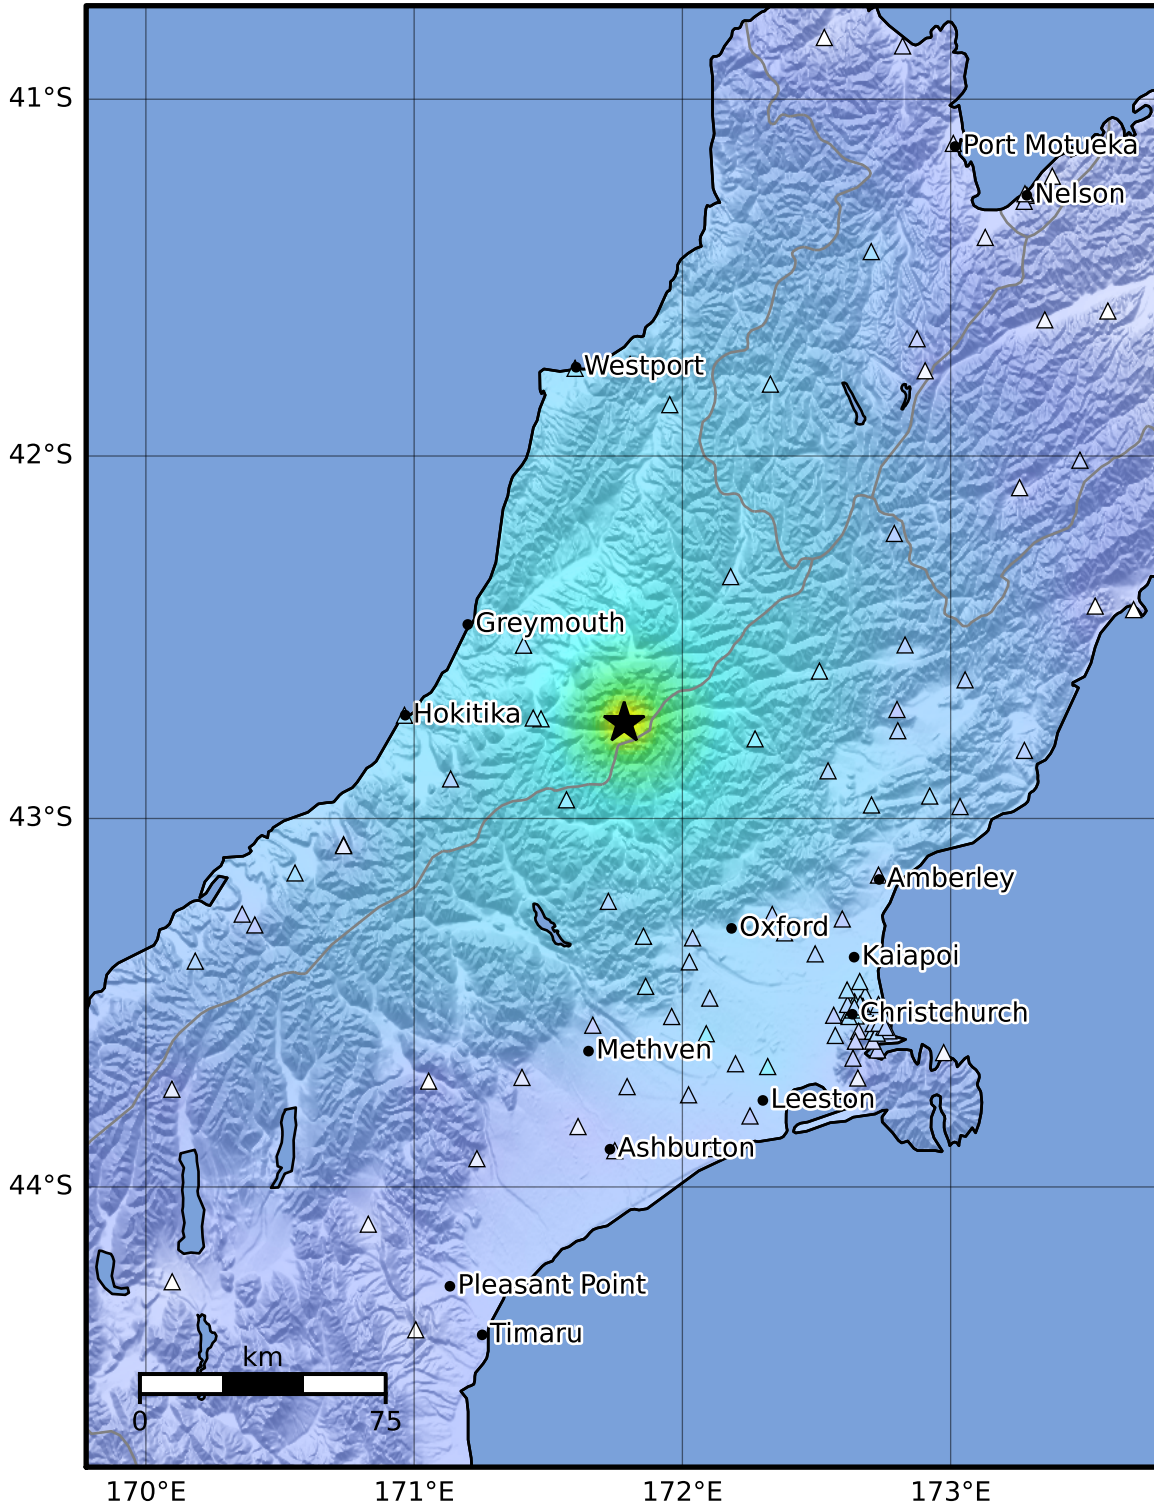 41°S
Port Motueka
Nelson
Westport
42°S
Greymouth
Hokitika
43°S
Amberley
Oxford
Kaiapoi
Christchurch
Methven
Leeston
Ashburton
44°S
Pleasant Point
Timaru
km
0 75
170°E 171°E 172°E 173°E